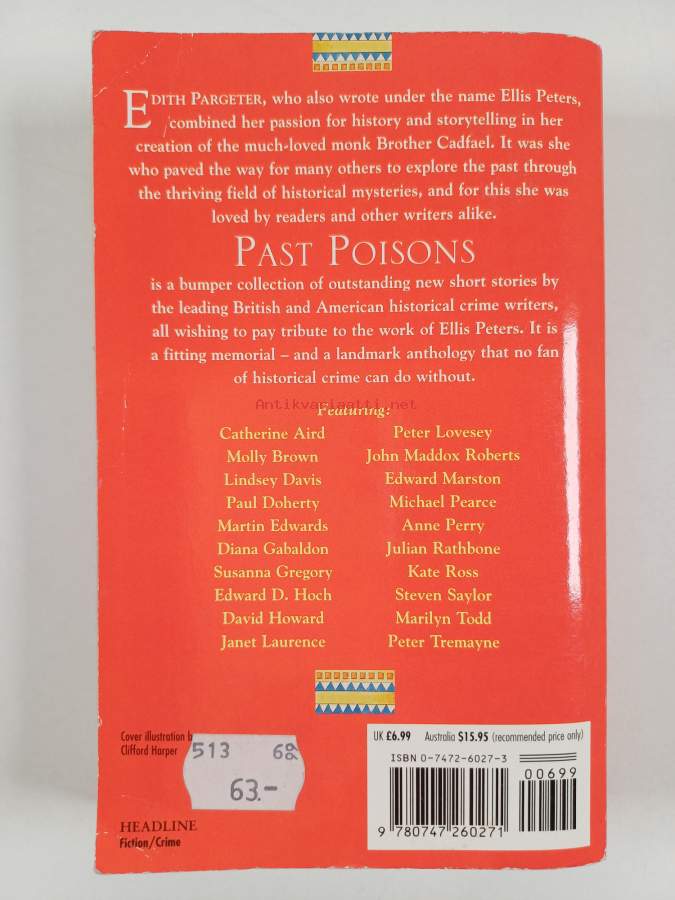 EDITH PARGETER, who also wrote under the name Ellis Peters,
combined her passion for history and storytelling in her
creation of the much-loved monk Brother Cadfael. It was she
who paved the way for many others to explore the past through
the thriving field of historical mysteries, and for this she was
loved by readers and other writers alike.
PAST POISONS
is a bumper collection of outstanding new short stories by
the leading British and American historical crime writers,
all wishing to pay tribute to the work of Ellis Peters. It is
a fitting memorial – and a landmark anthology that no fan
of historical crime can do without.
Antikvariaatti.net
Featuring:
Catherine Aird
Molly Brown
Lindsey Davis
Paul Doherty
Martin Edwards
Diana Gabaldon
Susanna Gregory
Edward D. Hoch
David Howard
Janet Laurence
Peter Lovesey
John Maddox Roberts
Edward Marston
Michael Pearce
Anne Perry
Julian Rathbone
Kate Ross
Steven Saylor
Marilyn Todd
Peter Tremayne
Cover illustration b
Clifford Harper
513
63.-
HEADLINE
Fiction/Crime
UK £6.99 Australia $15.95 (recommended price only)
ISBN 0-7472-6027-3
00699
9 780747 260271